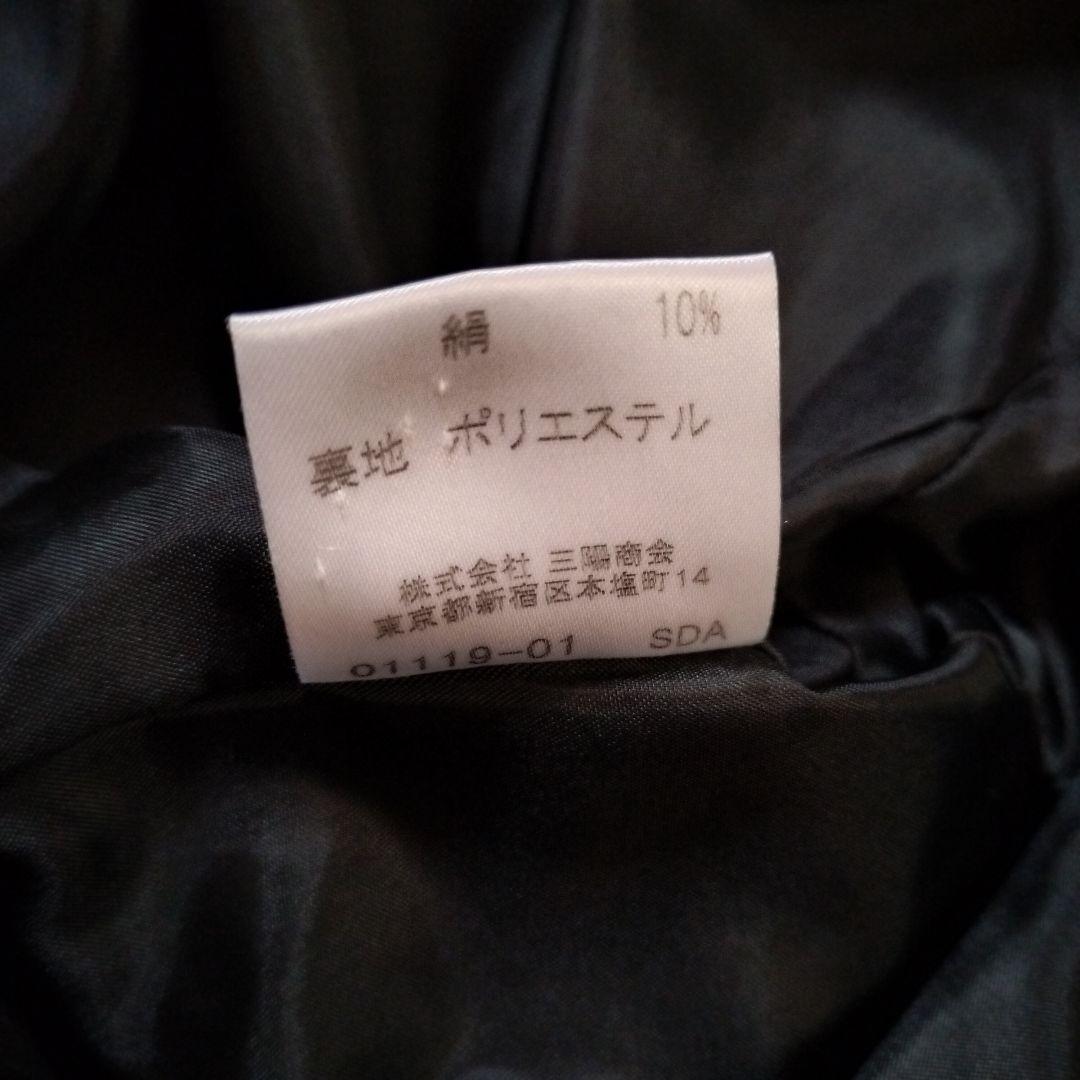 絹 10%
裏地 ポリエステル
株式会社 三陽商会
東京都新宿区本塩町14
01119-01 SDA